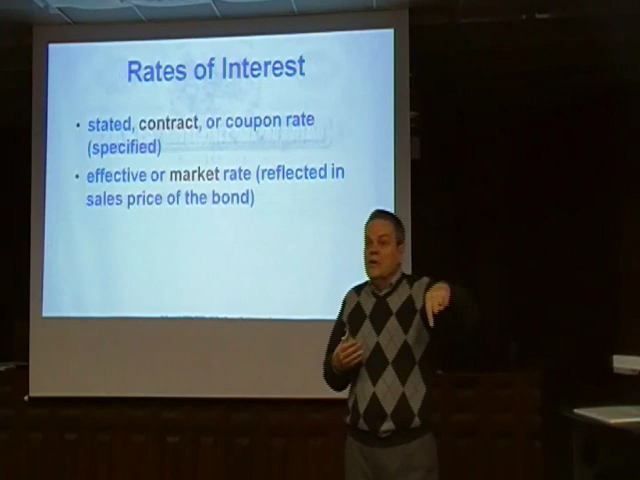 Rates of Interest
• stated, contract, or coupon rate
(specified)
• effective or market rate (reflected in
sales price of the bond)